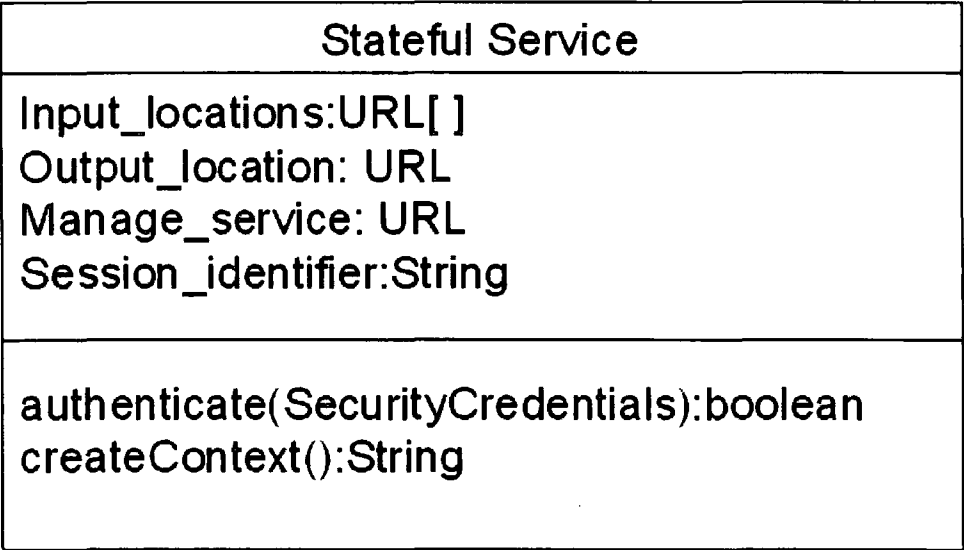 Stateful Service
Input_locations:URL[ ]
Output_location: URL
Manage_service: URL
Session_identifier:String
authenticate(SecurityCredentials):boolean
createContext():String